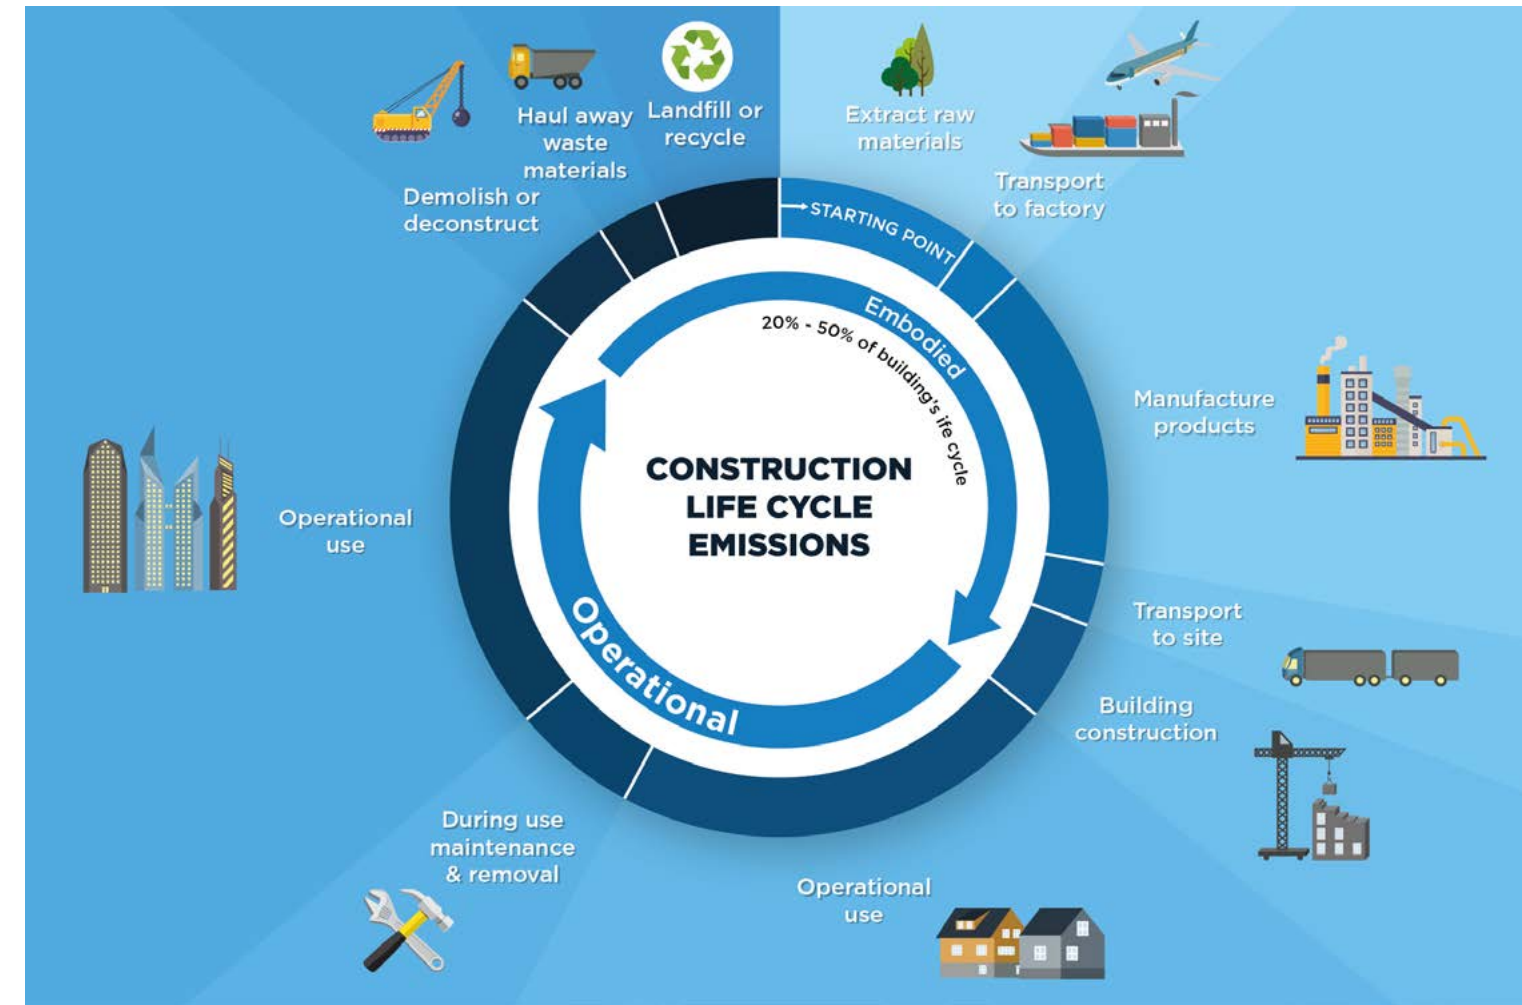 Extract raw
materials
Transport
to factory
Manufacture
products
Transport
to site
Building
construction
Operational
use
During use
maintenance
& removal
Operational
use
Demolish or
deconstruct
Haul away
waste
materials
Landfill or
recycle
STARTING POINT
Embodied
20% - 50% of building's ife cycle
Operational
CONSTRUCTION
LIFE CYCLE
EMISSIONS